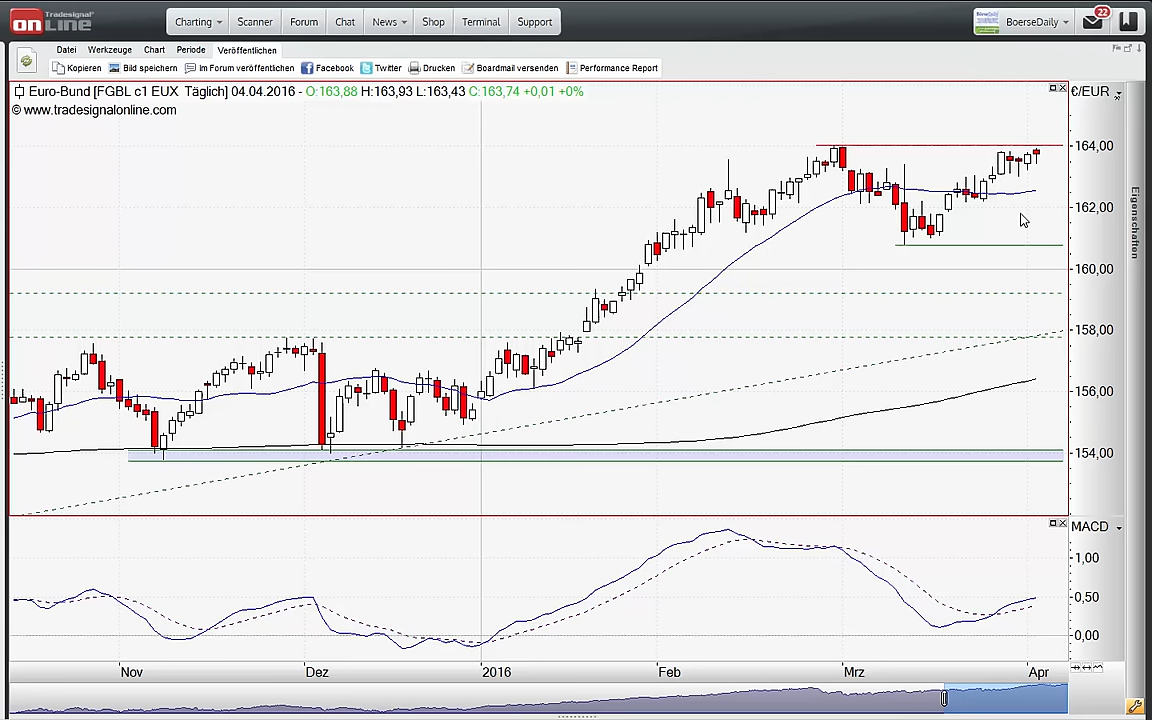 Tradesignal
onLine
Charting Scanner Forum Chat News Shop Terminal Support
BoerseDaily
22
Datei Werkzeuge Chart Periode Veröffentlichen
Kopieren Bild speichern Im Forum veröffentlichen Facebook Twitter Drucken Boardmail versenden Performance Report
Euro-Bund [FGBL c1 EUX Täglich] 04.04.2016 - O:163,88 H:163,93 L:163,43 C:163,74 +0,01 +0%
© www.tradesignalonline.com
€/EUR
164,00
162,00
160,00
158,00
156,00
154,00
Eigenschaften
MACD
1,00
0,50
0,00
Nov Dez 2016 Feb Mrz Apr